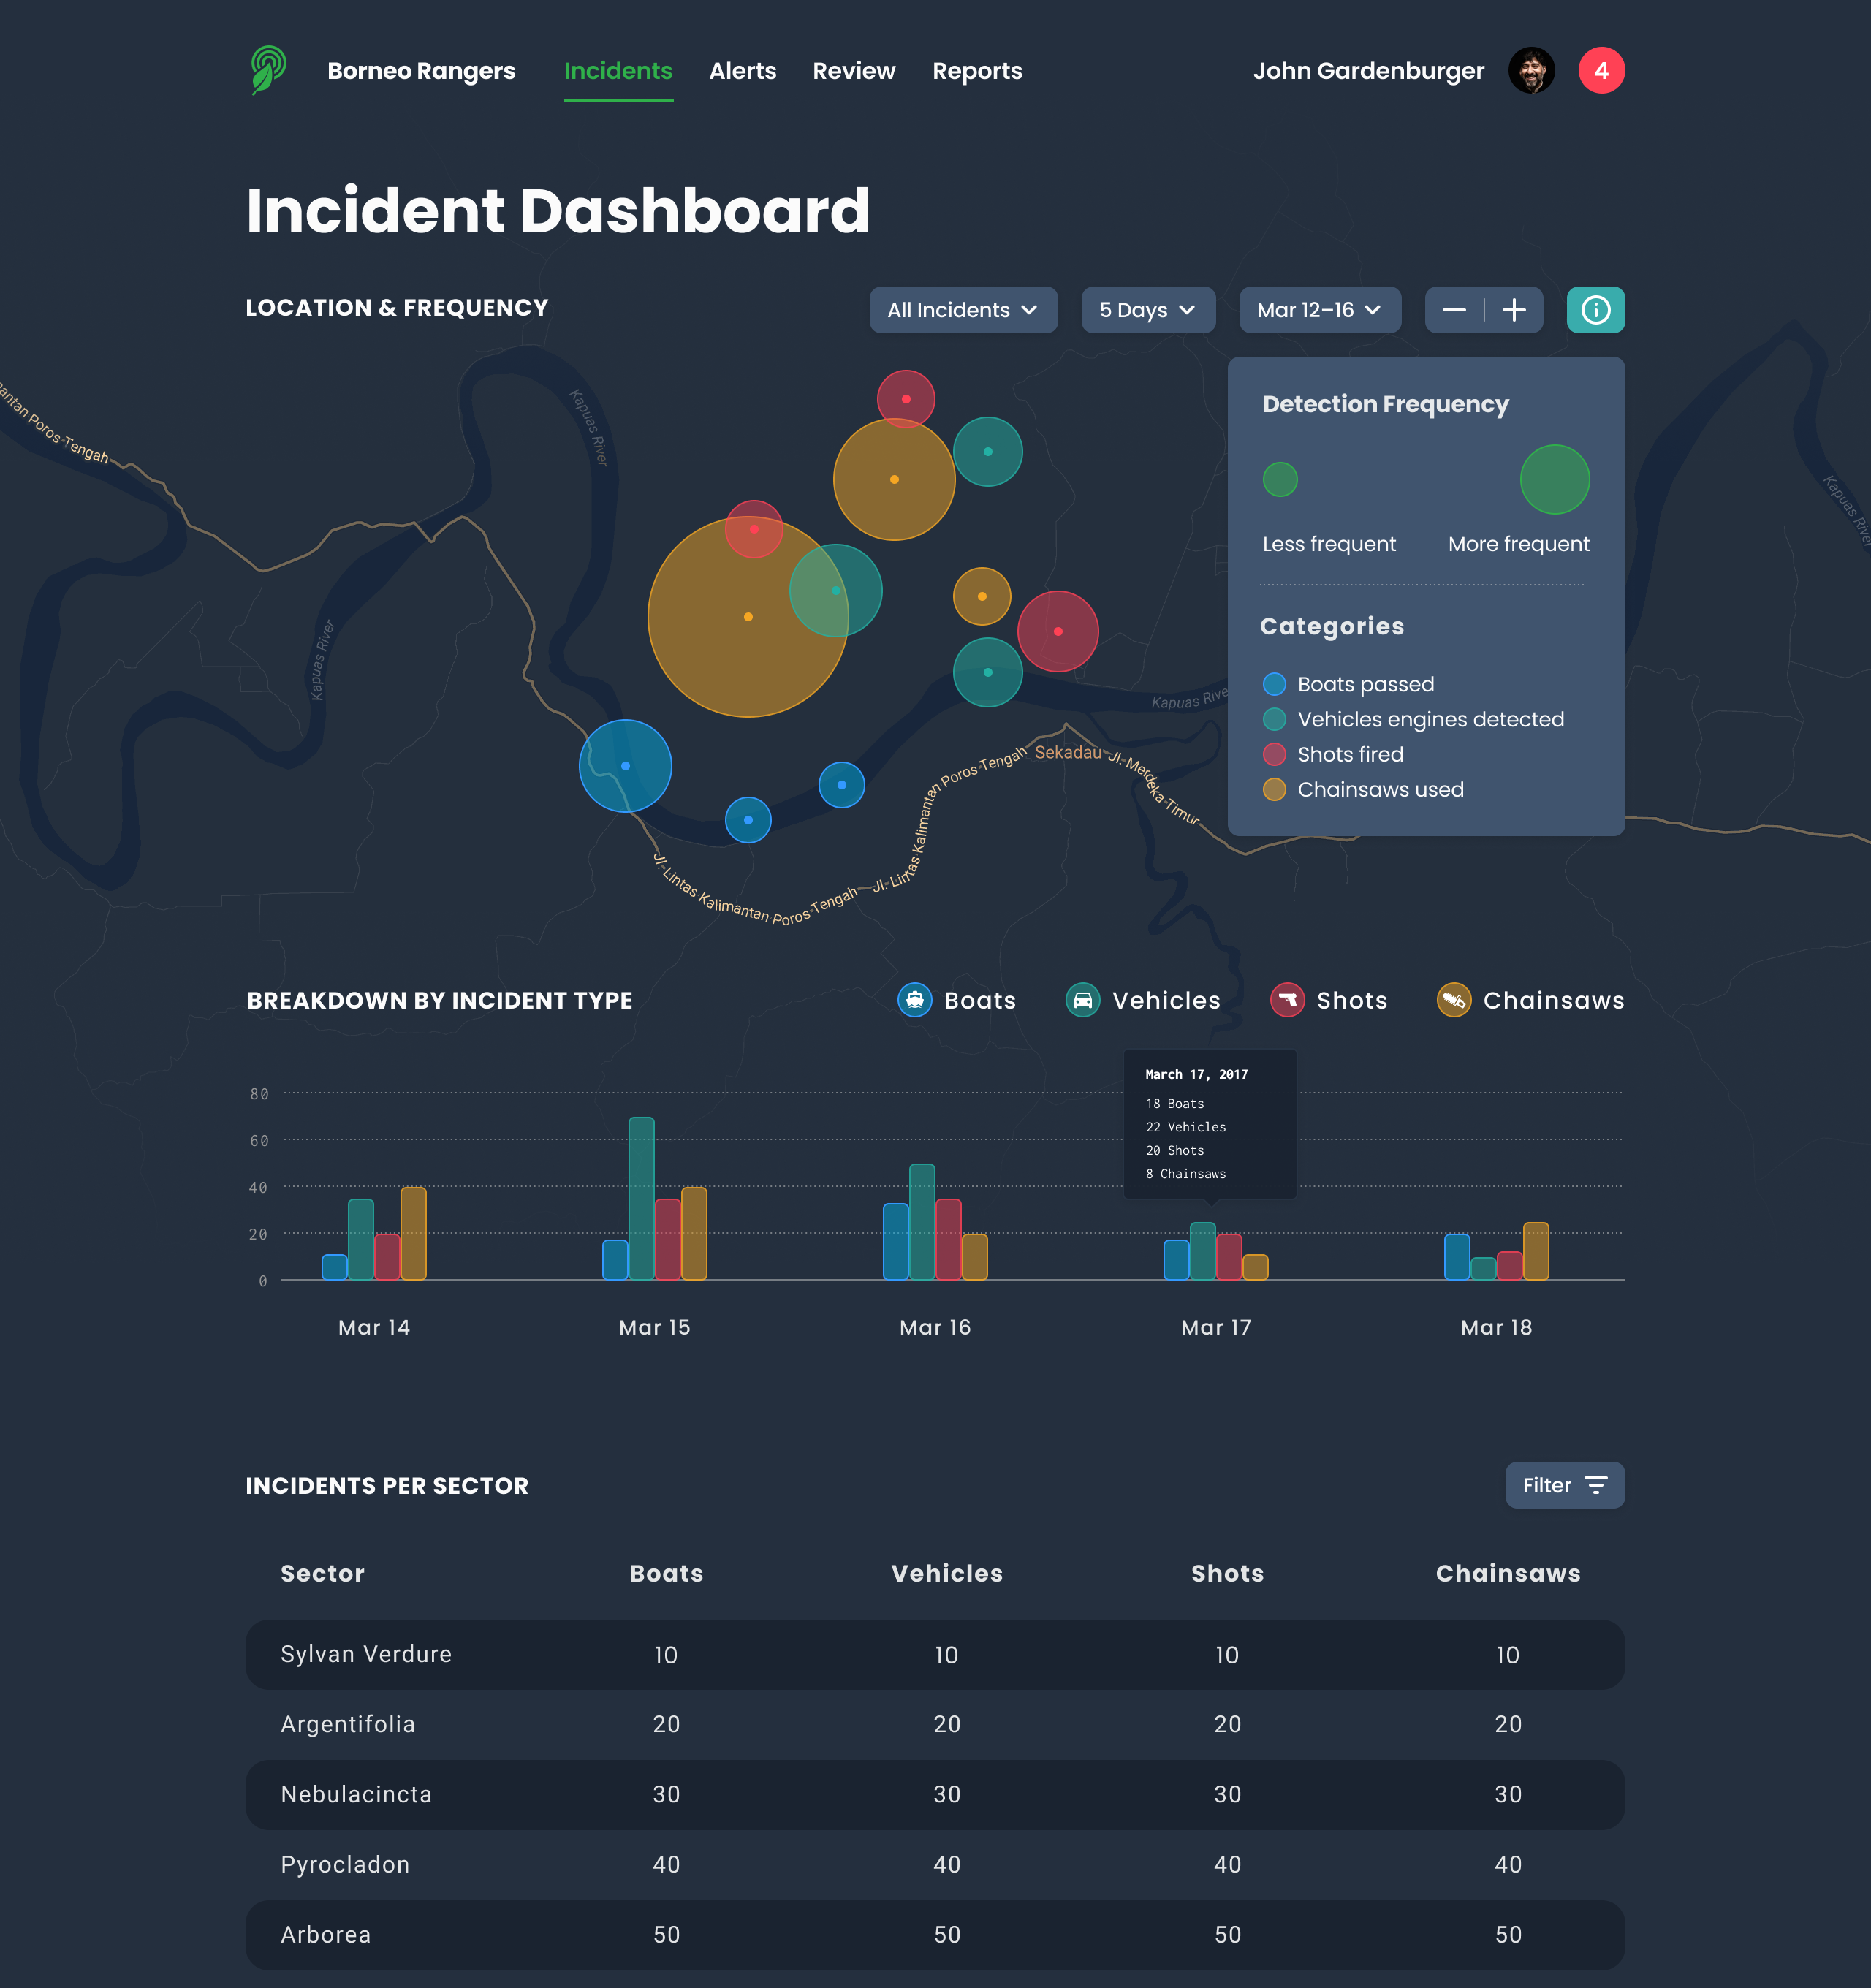 Borneo Rangers
Incidents
Alerts
Review
Reports
John Gardenburger
4
Incident Dashboard
LOCATION & FREQUENCY
All Incidents
5 Days
Mar 12–16
Detection Frequency
Less frequent
More frequent
Categories
Boats passed
Vehicles engines detected
Shots fired
Chainsaws used
antan Poros-Tengah
Kapuas River
Kapuas River
Kapuas River
Kapuas River
Sekadau
Jl.-Merdeka Timur
Jl.-Lintas Kalimantan Poros-Tengah
Jl.-Lintas Kalimantan Poros-Tengah
BREAKDOWN BY INCIDENT TYPE
Boats
Vehicles
Shots
Chainsaws
March 17, 2017
18 Boats
22 Vehicles
20 Shots
8 Chainsaws
80
60
40
20
0
Mar 14
Mar 15
Mar 16
Mar 17
Mar 18
INCIDENTS PER SECTOR
Filter
Sector Boats Vehicles Shots Chainsaws
Sylvan Verdure 10 10 10 10
Argentifolia 20 20 20 20
Nebulacincta 30 30 30 30
Pyrocladon 40 40 40 40
Arborea 50 50 50 50